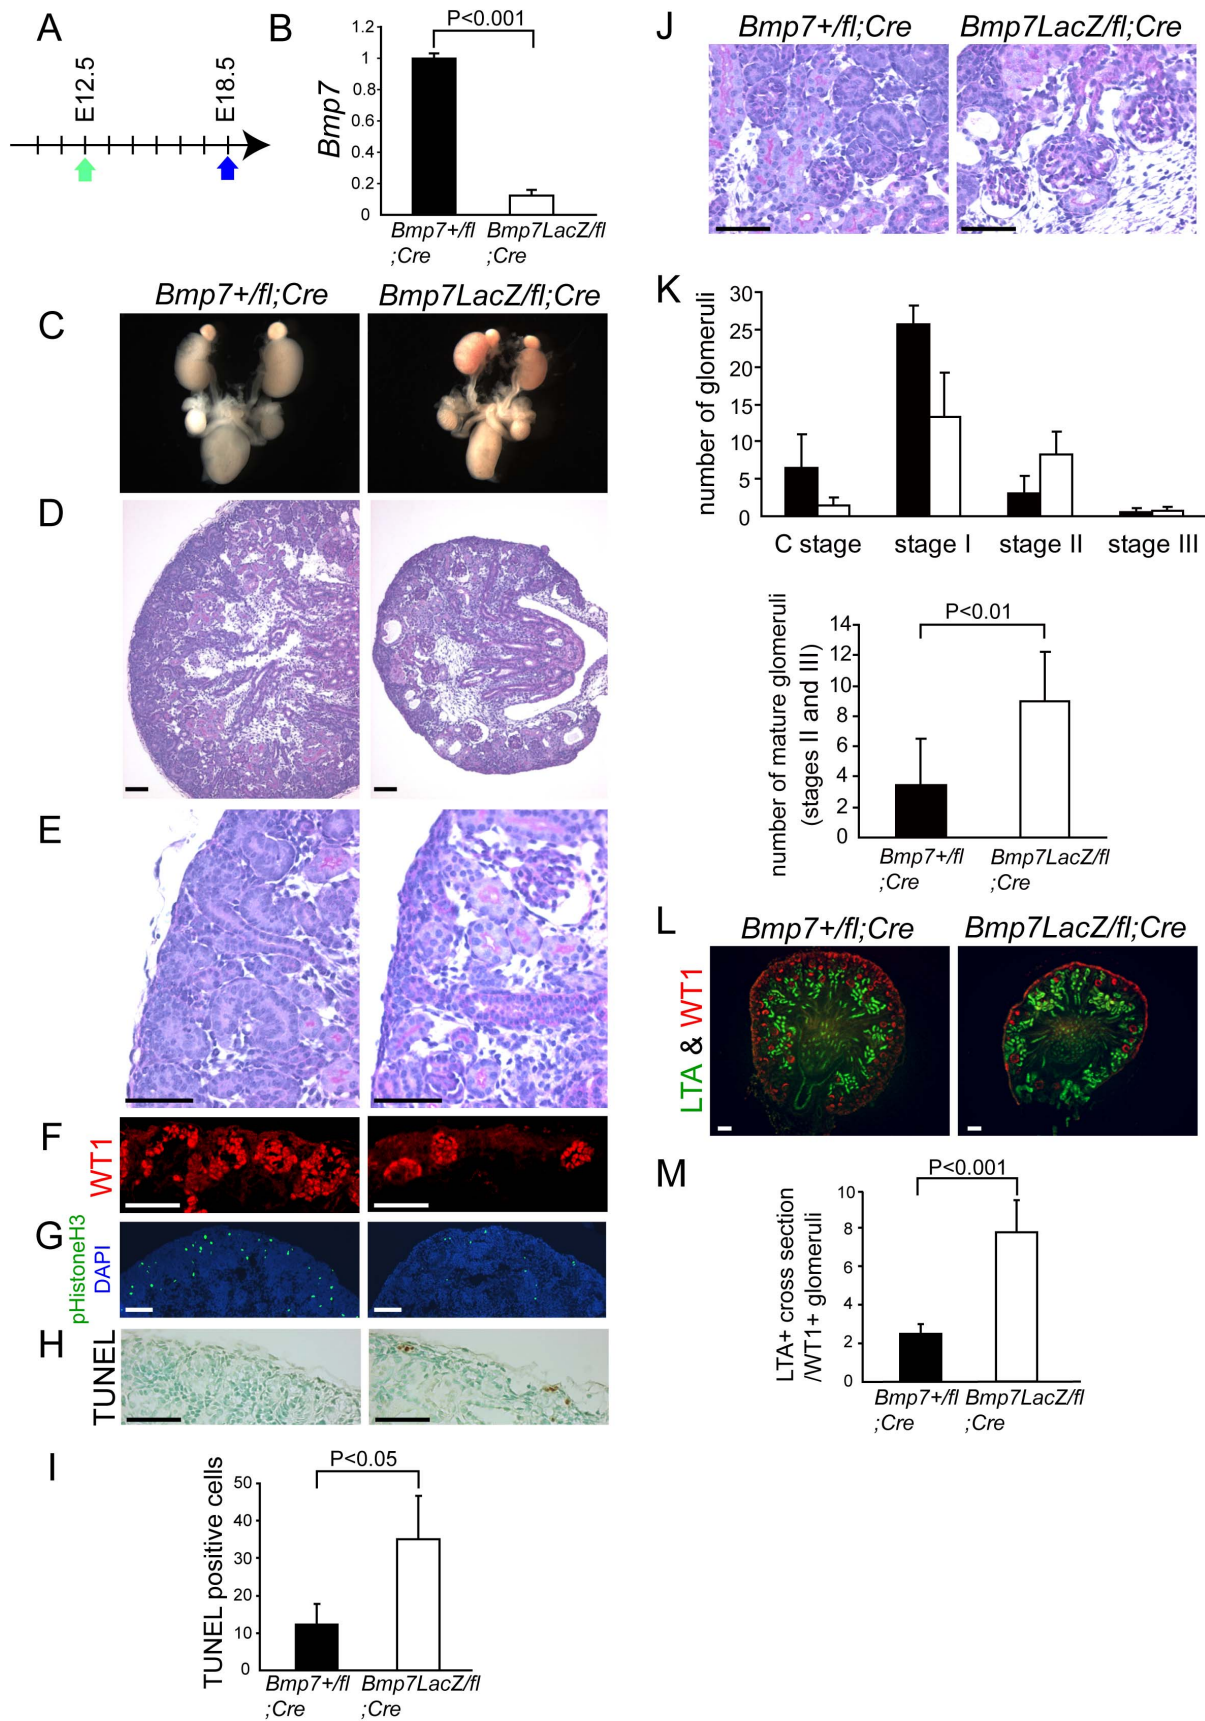 A
E12.5
E18.5
B
P<0.001
Bmp7
1.2
1
0.8
0.6
0.4
0.2
0
Bmp7+/fl
;Cre
Bmp7LacZ/fl
;Cre
Bmp7+/fl;Cre
Bmp7LacZ/fl;Cre
C
D
E
F
WT1
G
pHistoneH3
DAPI
H
TUNEL
I
P<0.05
TUNEL positive cells
50
40
30
20
10
0
Bmp7+/fl
;Cre
Bmp7LacZ/fl
;Cre
J
Bmp7+/fl;Cre
Bmp7LacZ/fl;Cre
K
number of glomeruli
30
25
20
15
10
5
0
C stage
stage I
stage II
stage III
P<0.01
number of mature glomeruli
(stages II and III)
14
12
10
8
6
4
2
0
Bmp7+/fl
;Cre
Bmp7LacZ/fl
;Cre
L
Bmp7+/fl;Cre
Bmp7LacZ/fl;Cre
LTA & WT1
M
P<0.001
LTA+ cross section
/WT1+ glomeruli
10
8
6
4
2
0
Bmp7+/fl
;Cre
Bmp7LacZ/fl
;Cre